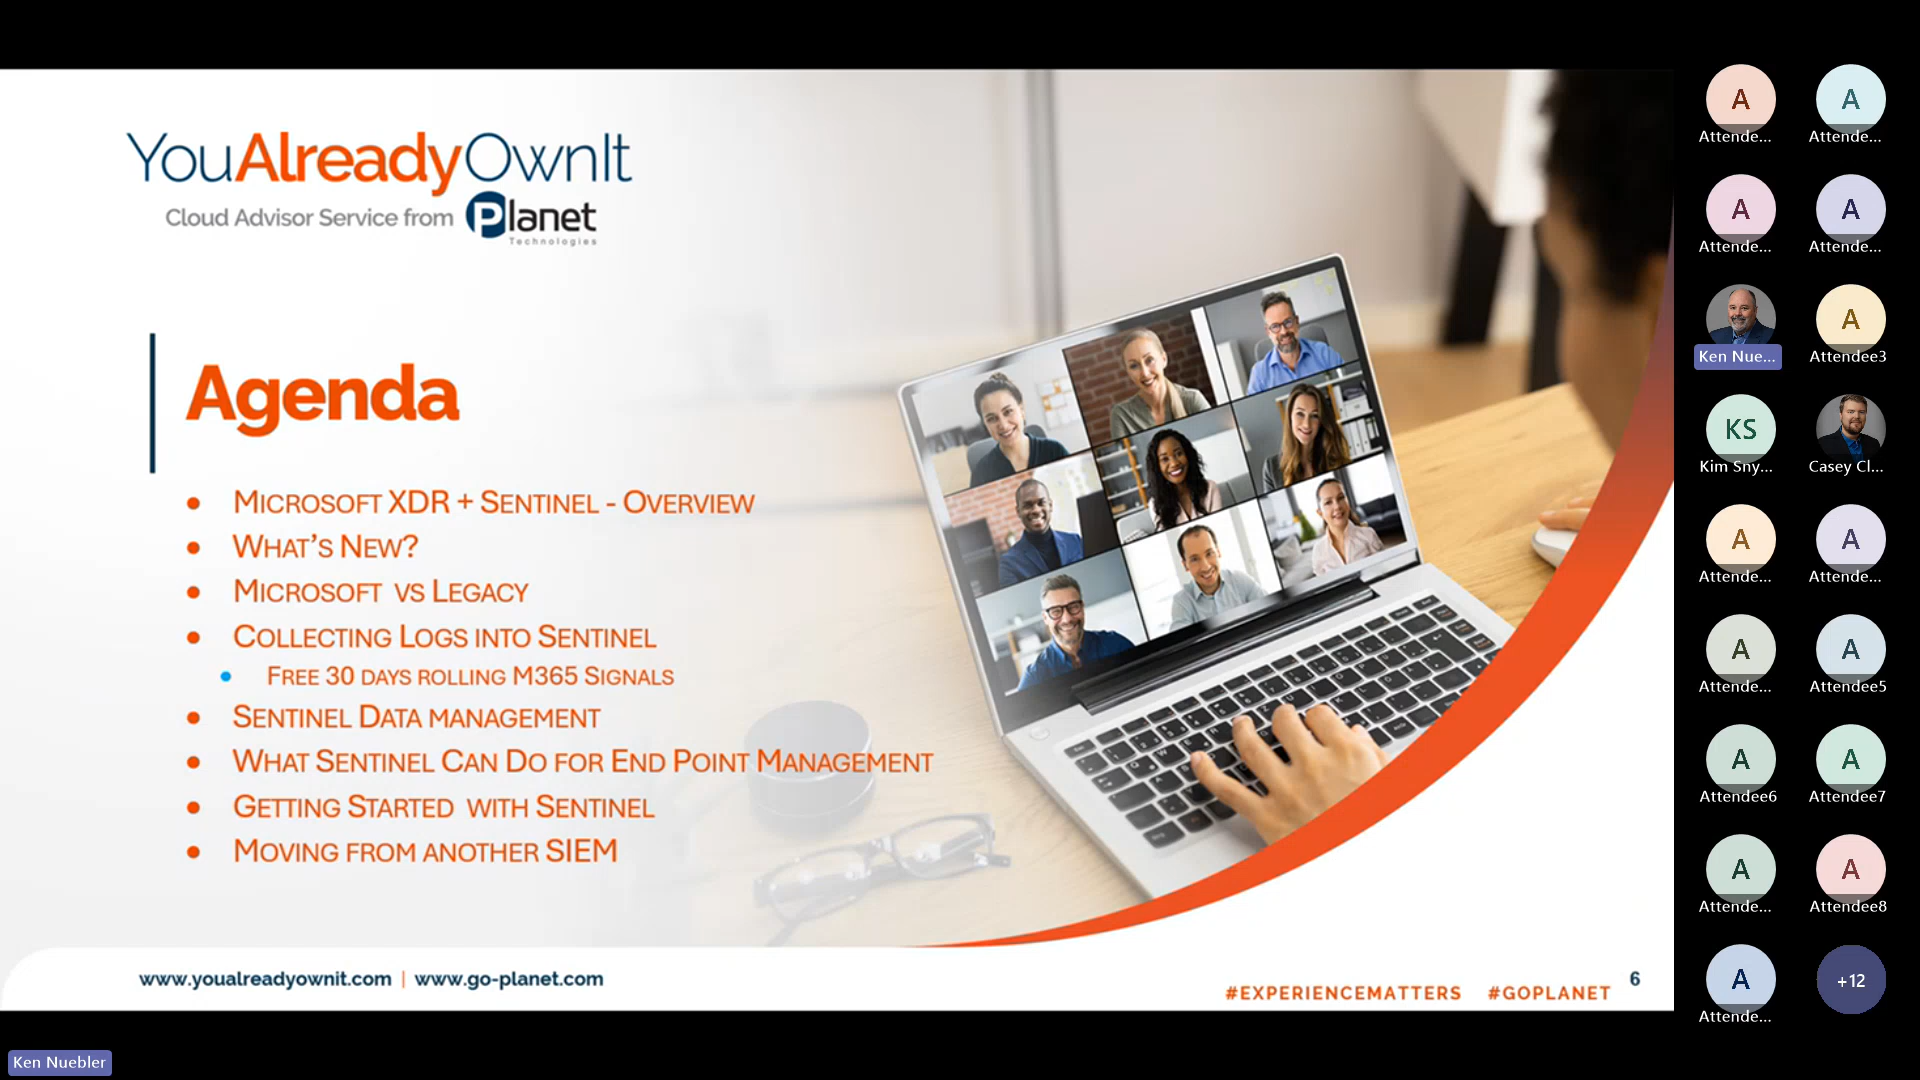 YouAlreadyOwnIt
Cloud Advisor Service from Planet
Technologies
Agenda
• MICROSOFT XDR + SENTINEL - OVERVIEW
• WHAT'S NEW?
• MICROSOFT VS LEGACY
• COLLECTING LOGS INTO SENTINEL
• FREE 30 DAYS ROLLING M365 SIGNALS
• SENTINEL DATA MANAGEMENT
• WHAT SENTINEL CAN DO FOR END POINT MANAGEMENT
• GETTING STARTED WITH SENTINEL
• MOVING FROM ANOTHER SIEM
www.youalreadyownit.com | www.go-planet.com
#EXPERIENCEMATTERS #GOPLANET
6
Ken Nuebler
A A
Attende... Attende...
A A
Attende... Attende...
A
Ken Nue... Attendee3
KS
Kim Sny... Casey Cl...
A A
Attende... Attende...
A A
Attende... Attendee5
A A
Attendee6 Attendee7
A A
Attende... Attendee8
A +12
Attende...